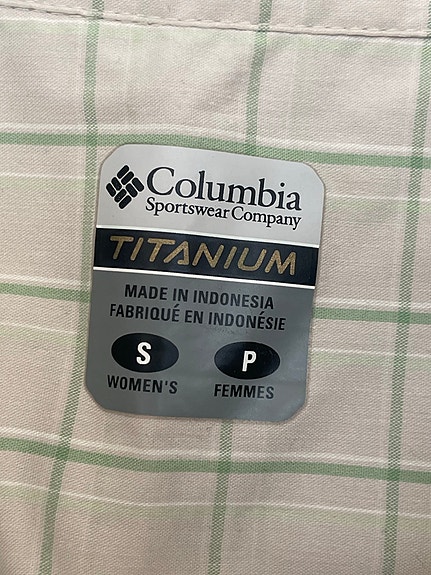 Columbia
Sportswear Company
TITANIUM
MADE IN INDONESIA
FABRIQUÉ EN INDONÉSIE
S P
WOMEN'S FEMMES